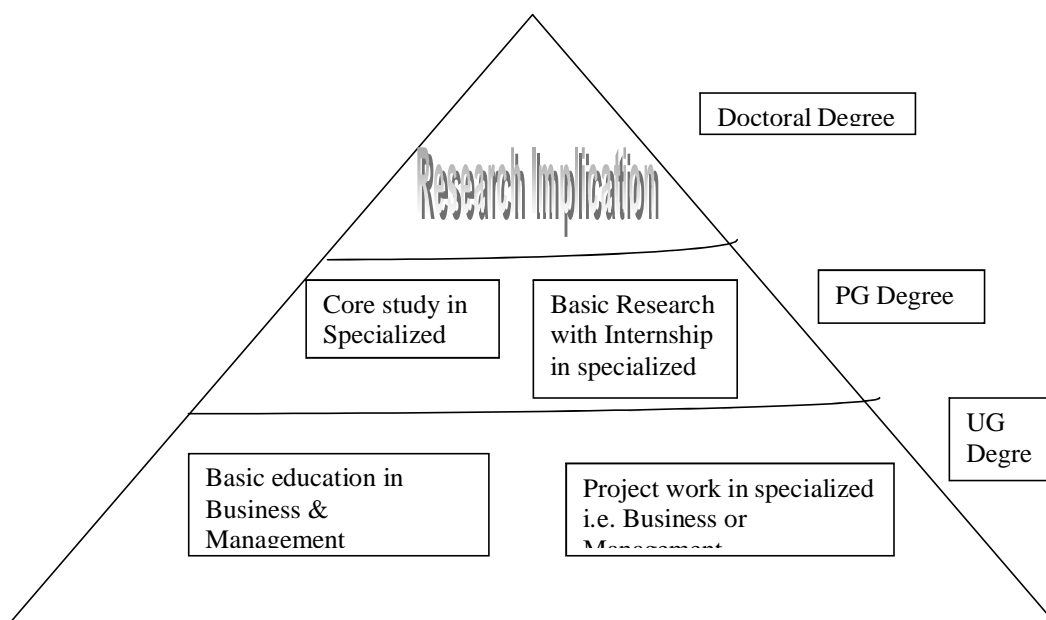 Doctoral Degree
Research Implication
Core study in
Specialized
Basic Research
with Internship
in specialized
PG Degree
UG
Degre
Basic education in
Business &
Management
Project work in specialized
i.e. Business or
Management